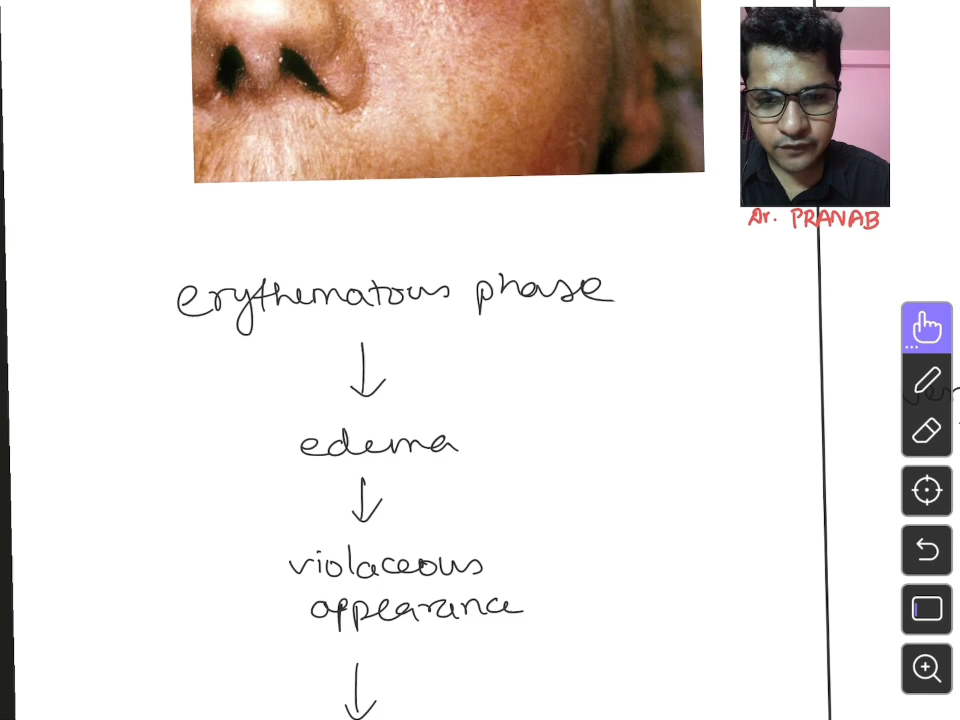 Dr. PRANAB
erythematous phase
edema
violaceous
appearance